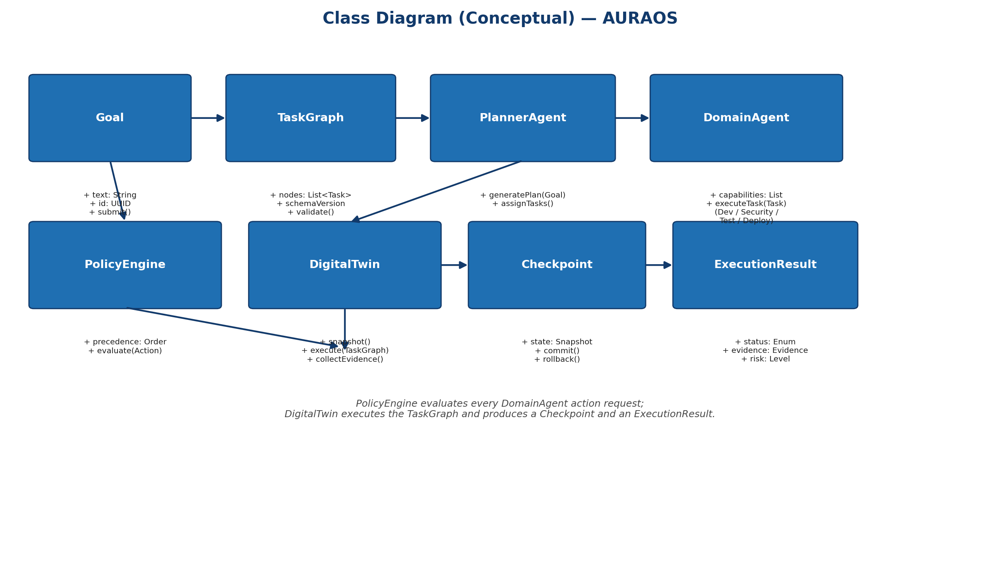 Class Diagram (Conceptual) — AURAOS
Goal
TaskGraph
PlannerAgent
DomainAgent
+ text: String
+ id: UUID
+ submit()
+ nodes: List<Task>
+ schemaVersion
+ validate()
+ generatePlan(Goal)
+ assignTasks()
+ capabilities: List
+ executeTask(Task)
(Dev / Security /
Test / Deploy)
PolicyEngine
DigitalTwin
Checkpoint
ExecutionResult
+ precedence: Order
+ evaluate(Action)
+ snapshot()
+ execute(TaskGraph)
+ collectEvidence()
+ state: Snapshot
+ commit()
+ rollback()
+ status: Enum
+ evidence: Evidence
+ risk: Level
PolicyEngine evaluates every DomainAgent action request;
DigitalTwin executes the TaskGraph and produces a Checkpoint and an ExecutionResult.